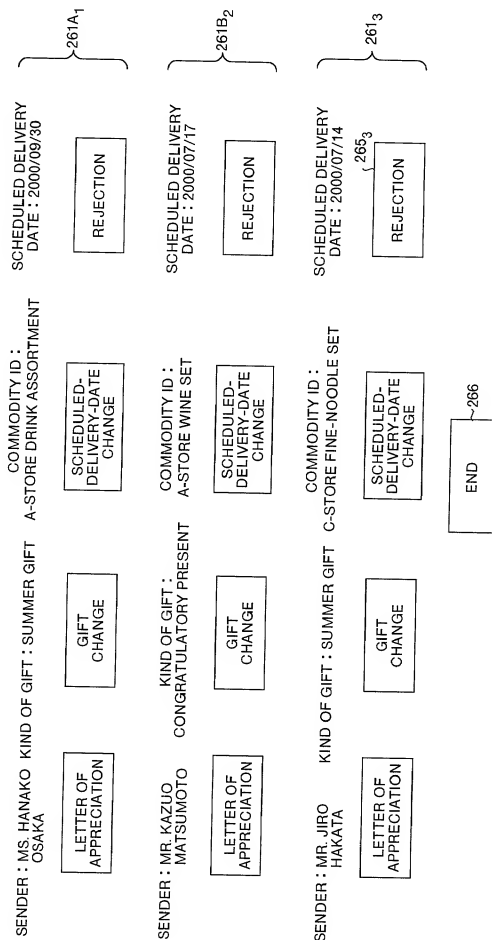 SENDER : MS. HANAKO
OSAKA
KIND OF GIFT : SUMMER GIFT
COMMODITY ID :
A-STORE DRINK ASSORTMENT
SCHEDULED DELIVERY
DATE : 2000/09/30
LETTER OF
APPRECIATION
GIFT
CHANGE
SCHEDULED-
DELIVERY-DATE
CHANGE
REJECTION
261A1
SENDER : MR. KAZUO
MATSUMOTO
KIND OF GIFT :
CONGRATULATORY PRESENT
COMMODITY ID :
A-STORE WINE SET
SCHEDULED DELIVERY
DATE : 2000/07/17
LETTER OF
APPRECIATION
GIFT
CHANGE
SCHEDULED-
DELIVERY-DATE
CHANGE
REJECTION
261B2
SENDER : MR. JIRO
HAKATA
KIND OF GIFT : SUMMER GIFT
COMMODITY ID :
C-STORE FINE-NOODLE SET
SCHEDULED DELIVERY
DATE : 2000/07/14
2653
LETTER OF
APPRECIATION
GIFT
CHANGE
SCHEDULED-
DELIVERY-DATE
CHANGE
REJECTION
2613
END
266